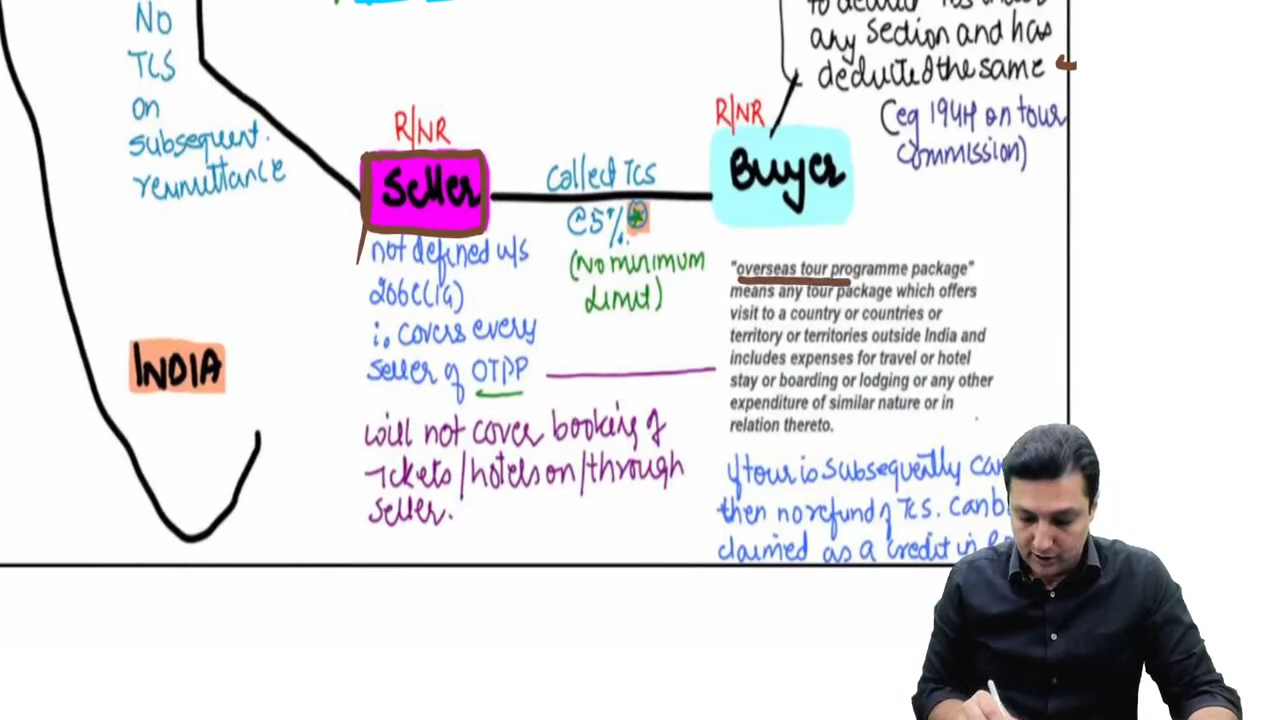 No
TCS
on
subsequent.
remittance
to deduct TDS under
any Section and has
deducted the same
(eg 194H on tour
commission)
R/NR
Seller
Collect TCS
@5%.
(No minimum
Limit)
R/NR
Buyer
not defined u/s
206C(1G)
i.e covers every
seller of OTPP
will not cover booking of
Tickets/hotels on/through
seller.
INDIA
"overseas tour programme package"
means any tour package which offers
visit to a country or countries or
territory or territories outside India and
includes expenses for travel or hotel
stay or boarding or lodging or any other
expenditure of similar nature or in
relation thereto.
If tour is subsequently
then no refund of TCS. Can
claimed as a credit in